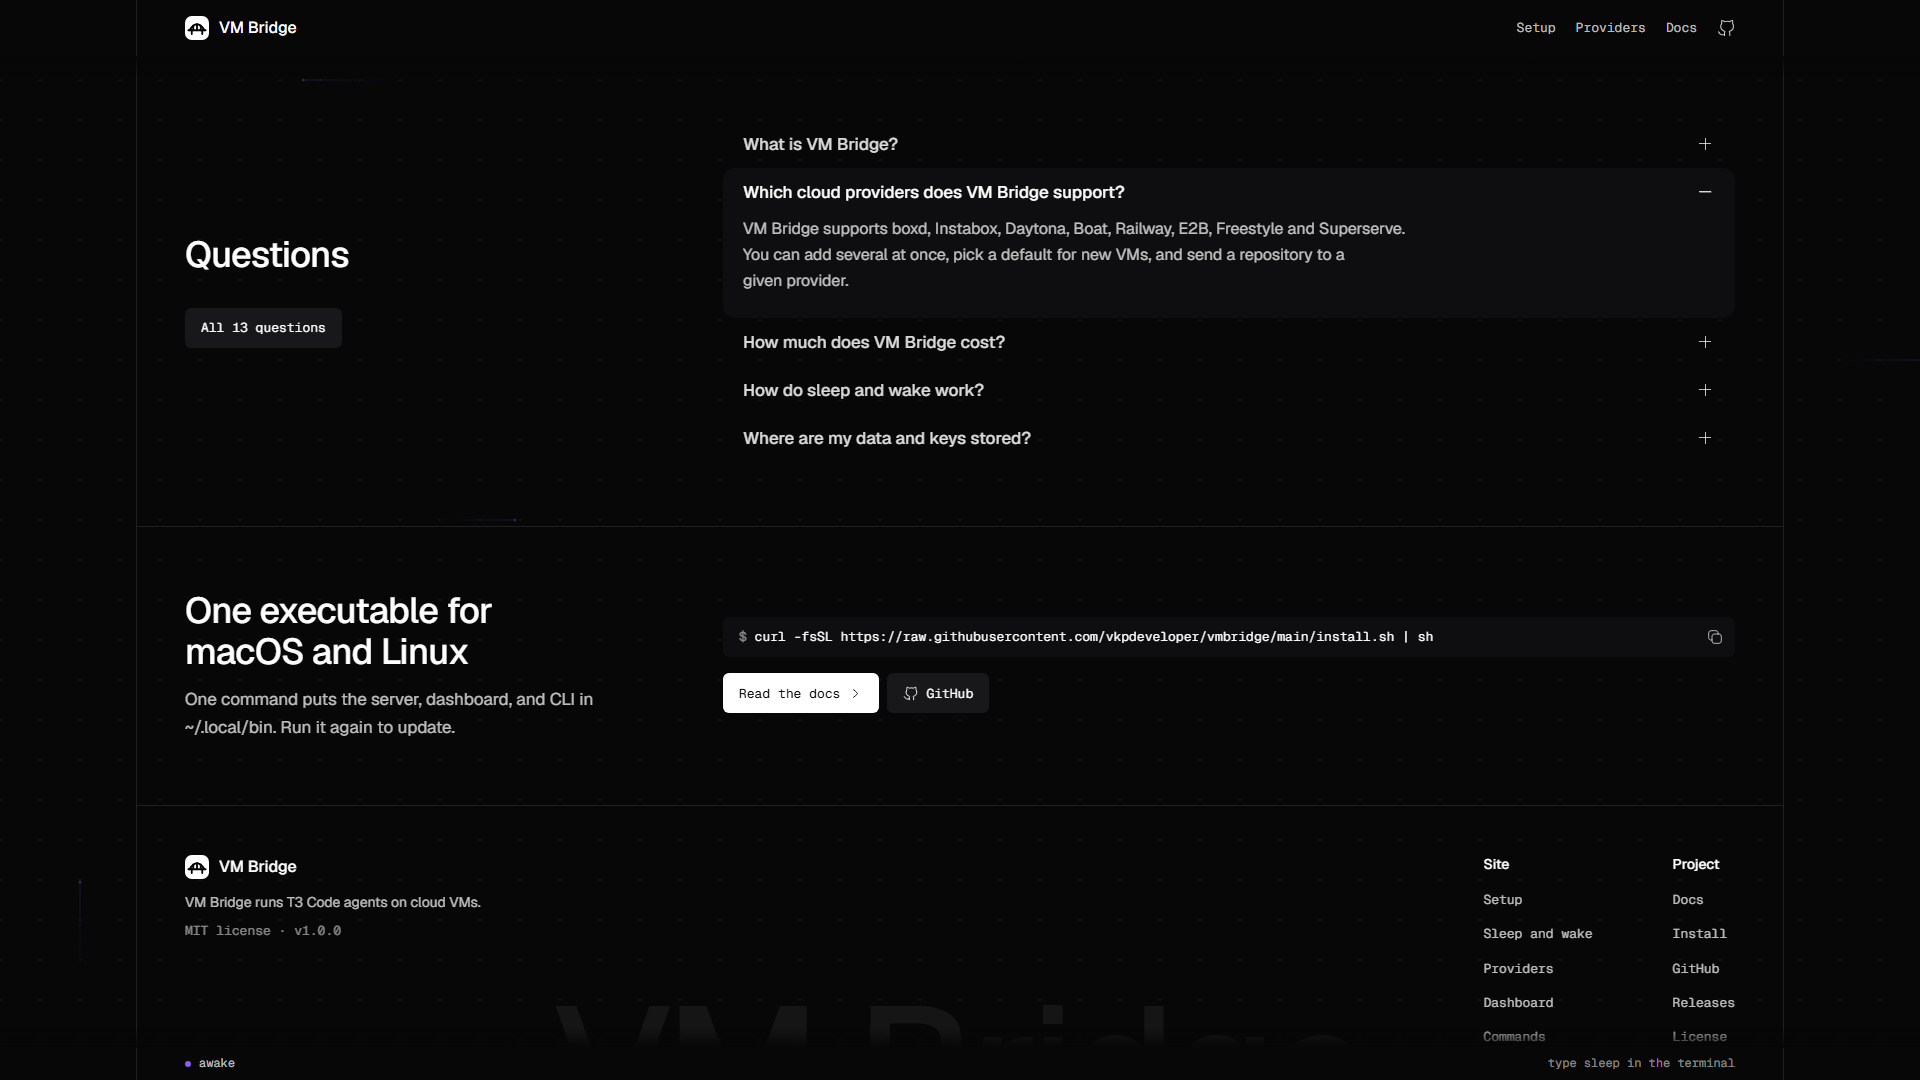 VM Bridge
Setup Providers Docs
Questions
All 13 questions
What is VM Bridge?
Which cloud providers does VM Bridge support?
VM Bridge supports boxd, Instabox, Daytona, Boat, Railway, E2B, Freestyle and Superserve.
You can add several at once, pick a default for new VMs, and send a repository to a
given provider.
How much does VM Bridge cost?
How do sleep and wake work?
Where are my data and keys stored?
One executable for
macOS and Linux
One command puts the server, dashboard, and CLI in
~/.local/bin. Run it again to update.
$ curl -fsSL https://raw.githubusercontent.com/vkpdeveloper/vmbridge/main/install.sh | sh
Read the docs
GitHub
VM Bridge
VM Bridge runs T3 Code agents on cloud VMs.
MIT license · v1.0.0
Site
Setup
Sleep and wake
Providers
Dashboard
Commands
Project
Docs
Install
GitHub
Releases
License
VM Bridge
awake
type sleep in the terminal